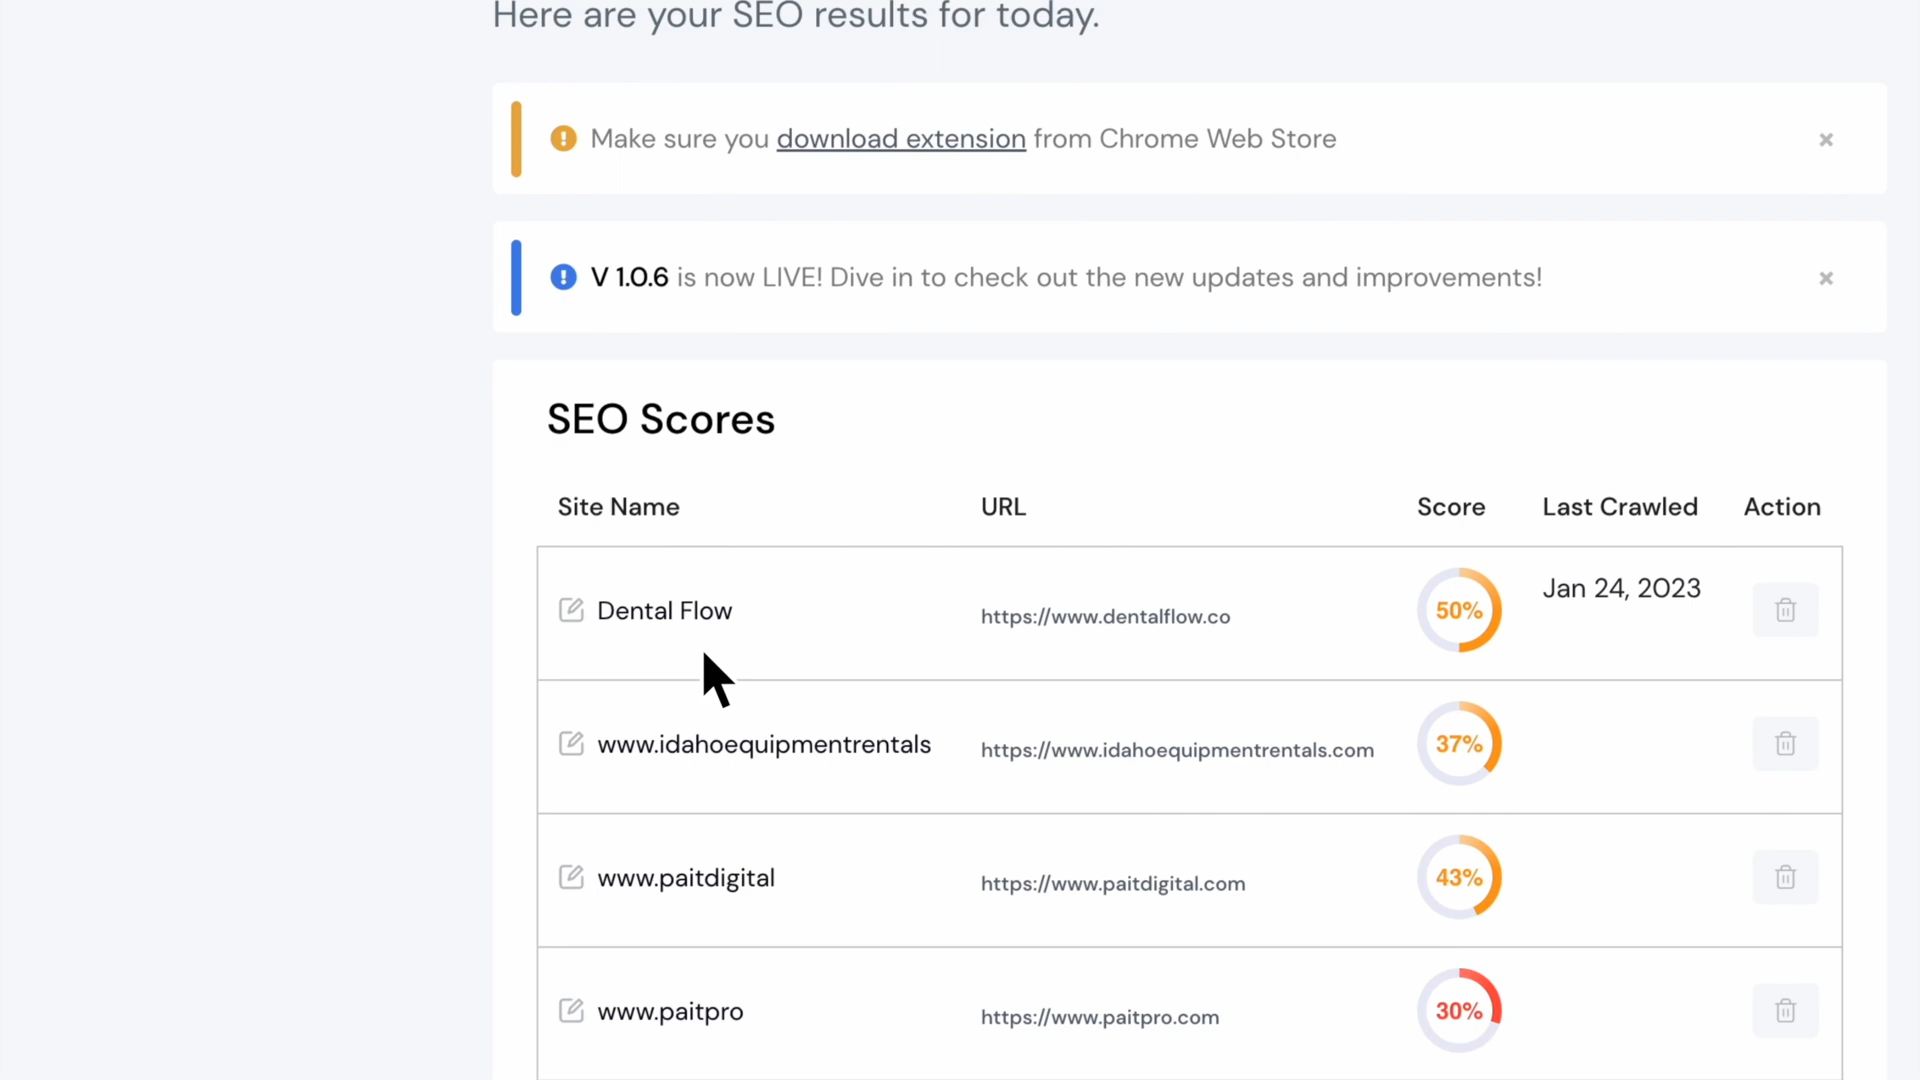 Here are your SEO results for today.
Make sure you download extension from Chrome Web Store
V 1.0.6 is now LIVE! Dive in to check out the new updates and improvements!
SEO Scores
Site Name URL Score Last Crawled Action
Dental Flow https://www.dentalflow.co 50% Jan 24, 2023
www.idahoequipmentrentals https://www.idahoequipmentrentals.com 37%
www.paitdigital https://www.paitdigital.com 43%
www.paitpro https://www.paitpro.com 30%